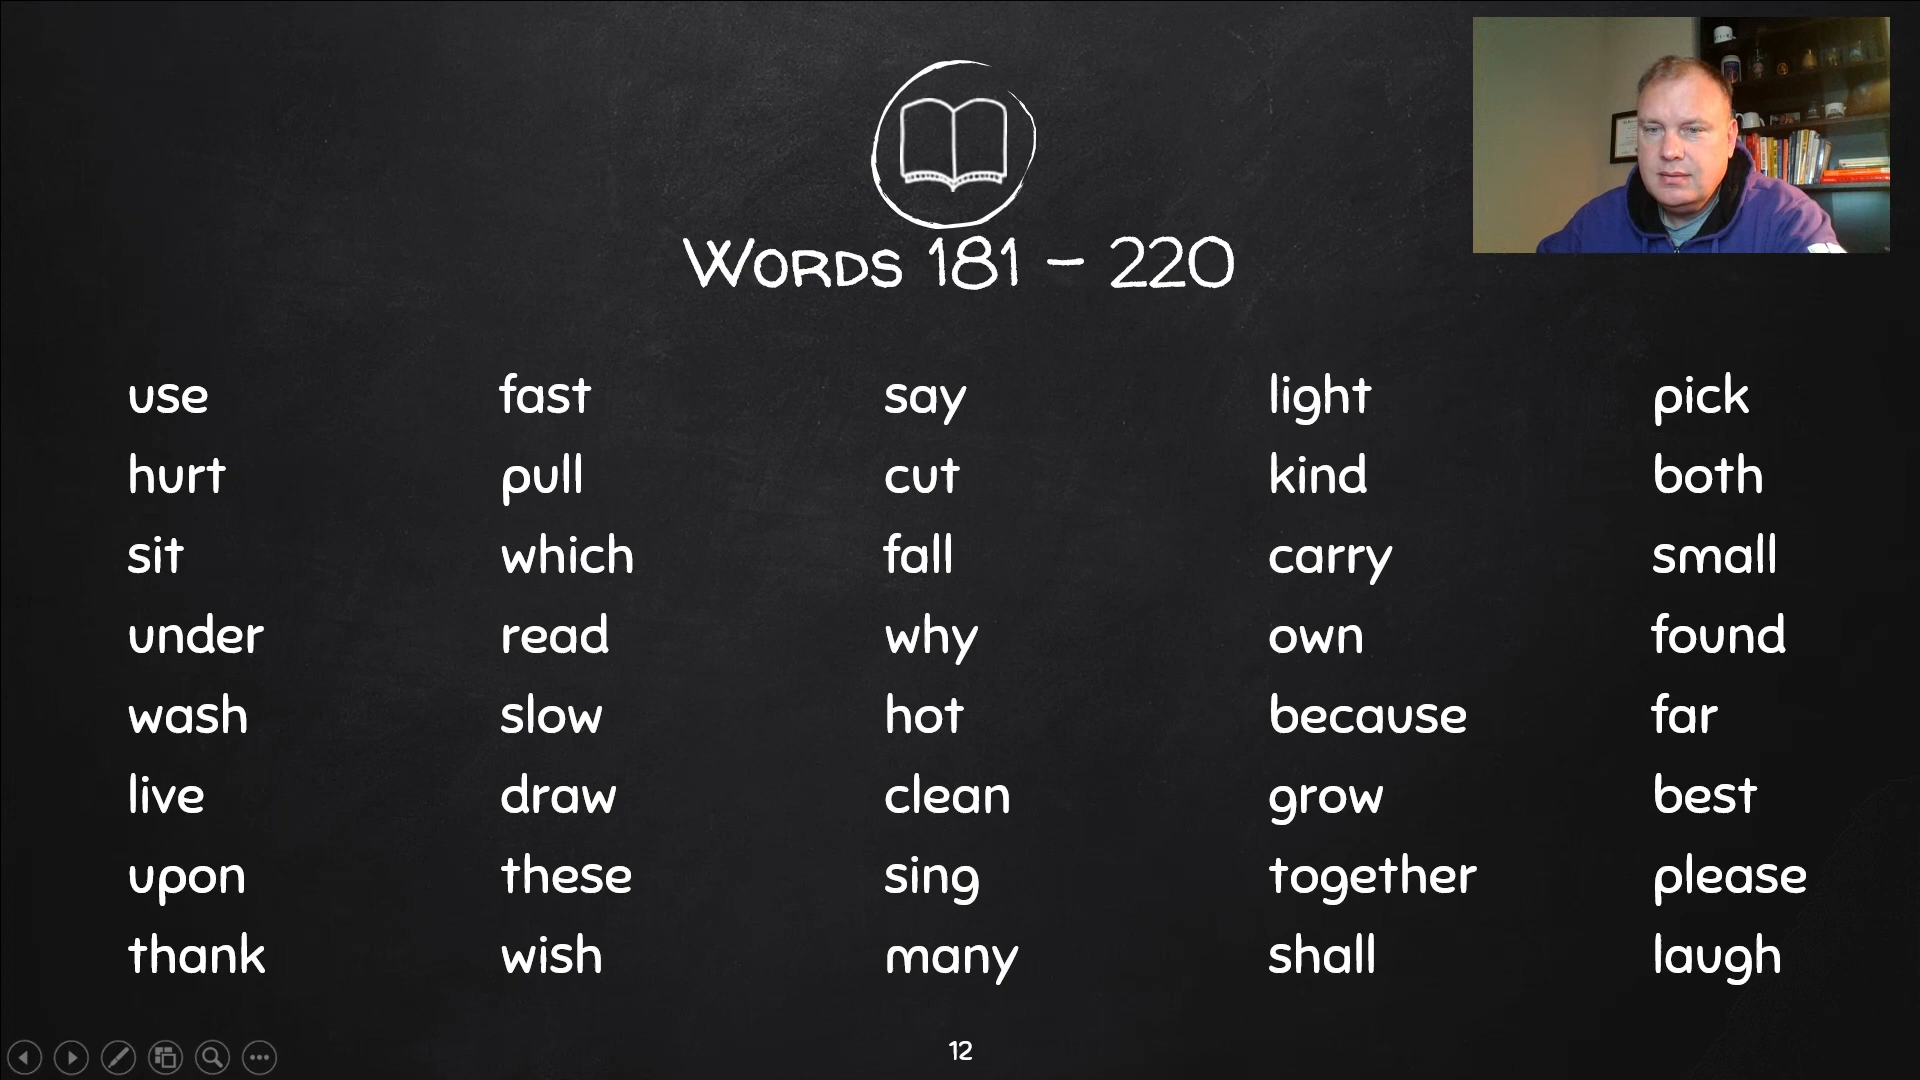 Words 181 – 220
use fast say light pick
hurt pull cut kind both
sit which fall carry small
under read why own found
wash slow hot because far
live draw clean grow best
upon these sing together please
thank wish many shall laugh
12